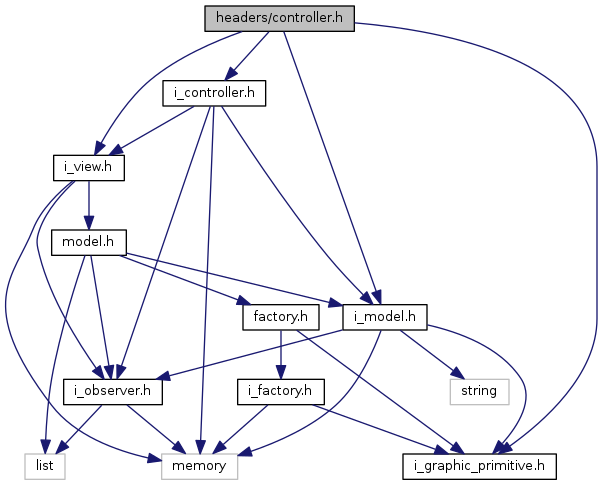 headers/controller.h
i_controller.h
i_view.h
model.h
factory.h
i_model.h
i_observer.h
i_factory.h
string
list
memory
i_graphic_primitive.h